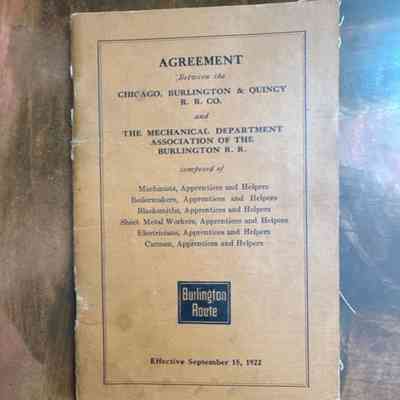 AGREEMENT
Between the
CHICAGO, BURLINGTON & QUINCY
R. R. CO.
and
THE MECHANICAL DEPARTMENT
ASSOCIATION OF THE
BURLINGTON R. R.
composed of
Machinists, Apprentices and Helpers
Boilermakers, Apprentices and Helpers
Blacksmiths, Apprentices and Helpers
Sheet Metal Workers, Apprentices and Helpers
Electricians, Apprentices and Helpers
Carmen, Apprentices and Helpers
Burlington
Route
Effective September 15, 1922